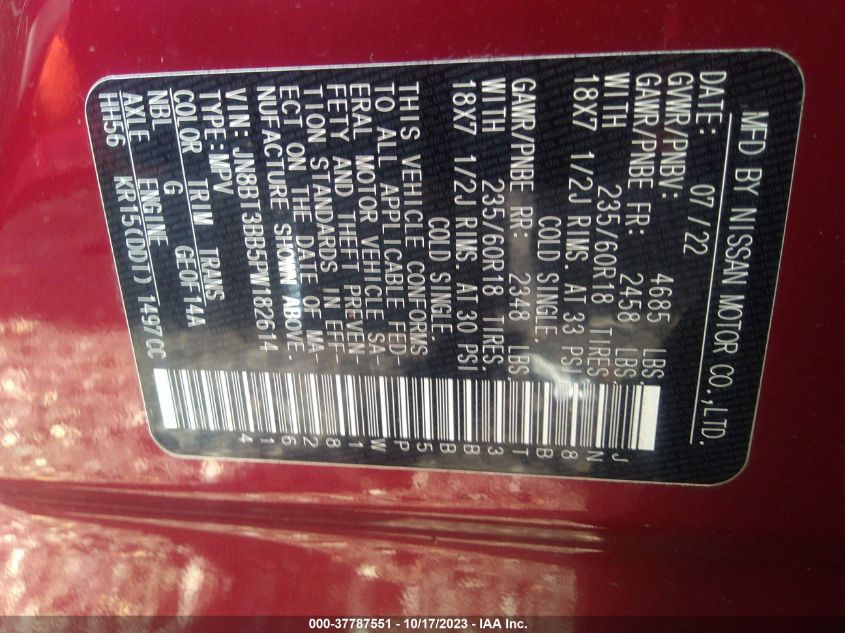 MFD BY NISSAN MOTOR CO.,LTD.
DATE: 07/22
GVWR/PNBV: 4685 LBS
GAWR/PNBE FR: 2458 LBS.
WITH 235/60R18 TIRES
18X7 1/2J RIMS. AT 33 PSI
COLD SINGLE.
GAWR/PNBE RR: 2348 LBS.
WITH 235/60R18 TIRES.
18X7 1/2J RIMS. AT 30 PSI
COLD SINGLE.
THIS VEHICLE CONFORMS
TO ALL APPLICABLE FED-
ERAL MOTOR VEHICLE SA
FETY AND THEFT PREVEN-
TION STANDARDS IN EFF
ECT ON THE DATE OF MA-
NUFACTURE SHOWN ABOVE.
VIN: JN8BT3BB5PW182614
TYPE:MPV
COLOR TRIM TRANS
NBL G GEOF14A
AXLE ENGINE
HH56 KR15(DDT) 1497CC
JN8BT3BB5PW182614
000-37787551 - 10/17/2023 - IAA Inc.